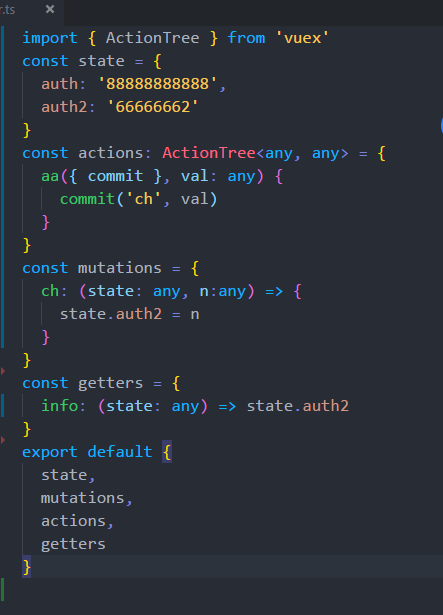 r.ts ×
import { ActionTree } from 'vuex'
const state = {
  auth: '88888888888',
  auth2: '66666662'
}
const actions: ActionTree<any, any> = {
  aa({ commit }, val: any) {
    commit('ch', val)
  }
}
const mutations = {
  ch: (state: any, n:any) => {
    state.auth2 = n
  }
}
const getters = {
  info: (state: any) => state.auth2
}
export default {
  state,
  mutations,
  actions,
  getters
}